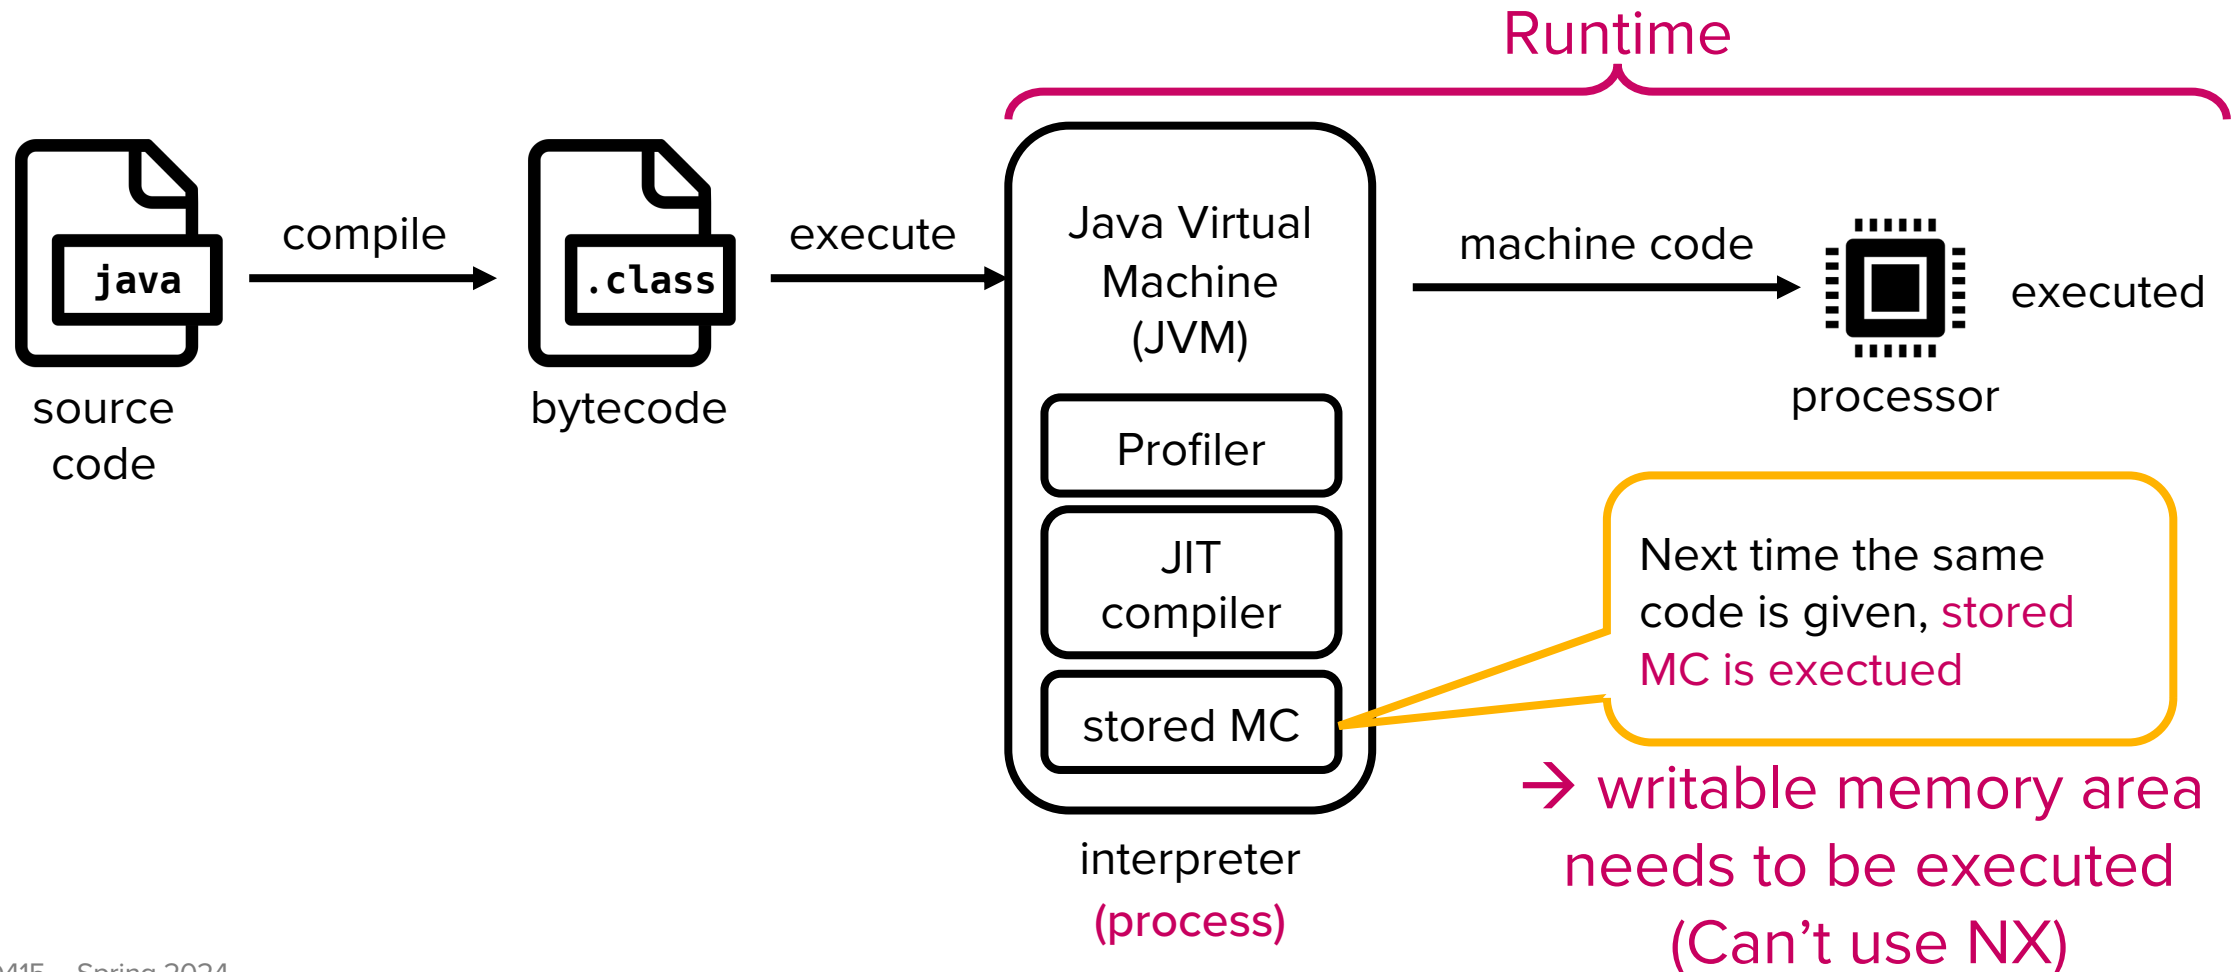 Runtime
java
compile
.class
execute
Java Virtual
Machine
(JVM)
machine code
executed
source
code
bytecode
processor
Profiler
JIT
compiler
stored MC
Next time the same
code is given, stored
MC is exectued
interpreter
(process)
→ writable memory area
needs to be executed
(Can't use NX)
Spring 2024